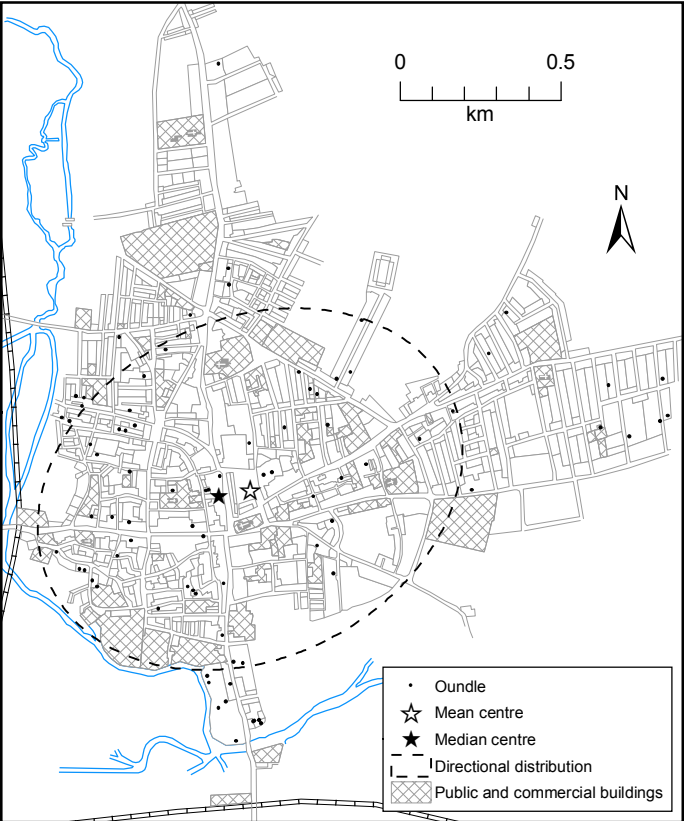 0 0.5
km
N
Oundle
Mean centre
Median centre
Directional distribution
Public and commercial buildings